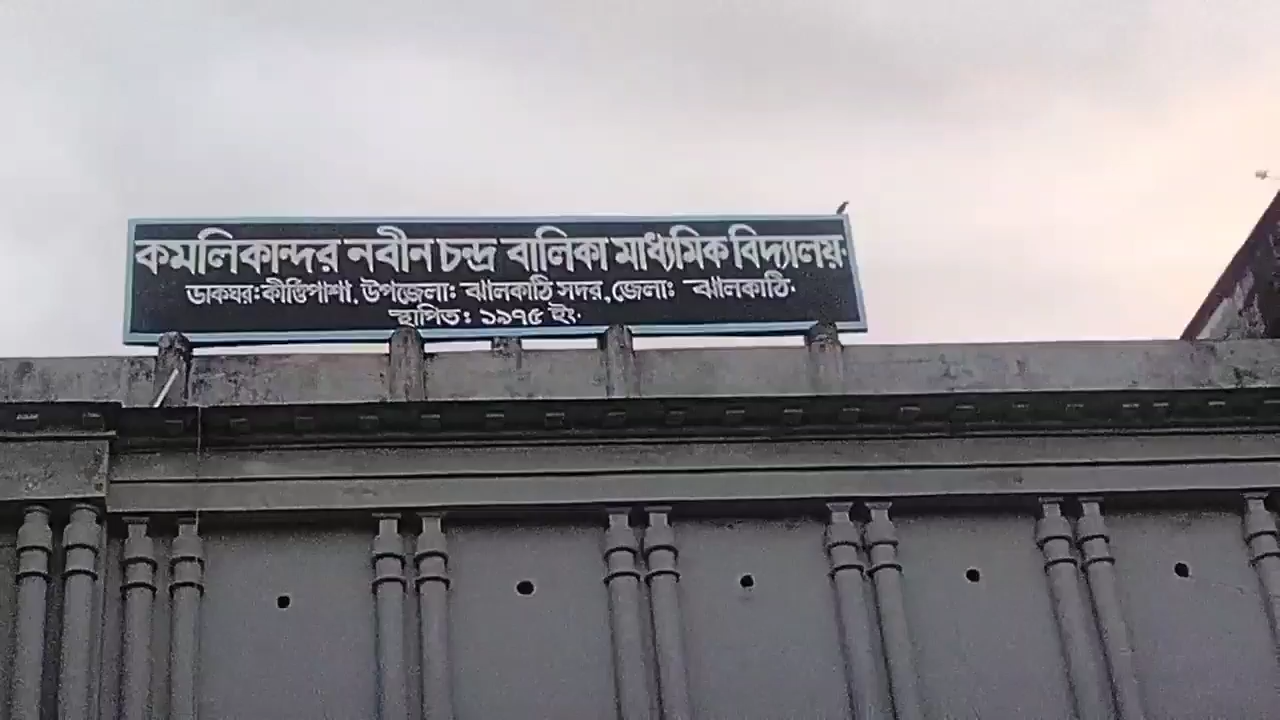 কমলিকান্দর নবীন চন্দ্র বালিকা মাধ্যমিক বিদ্যালয়.
ডাকঘর: কীর্ত্তিপাশা, উপজেলা: ঝালকাঠি সদর, জেলা: ঝালকাঠি.
স্থাপিত: ১৯৭৫ ইং.